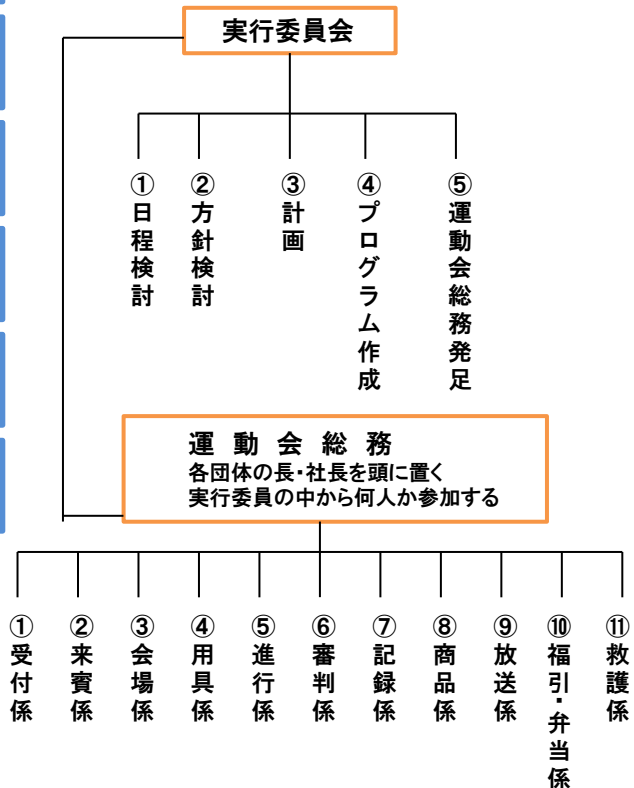 実行委員会
①日程検討
②方針検討
③計画
④プログラム作成
⑤運動会総務発足
運動会総務
各団体の長・社長を頭に置く
実行委員の中から何人か参加する
①受付係
②来賓係
③会場係
④用具係
⑤進行係
⑥審判係
⑦記録係
⑧商品係
⑨放送係
⑩福引・弁当係
⑪救護係